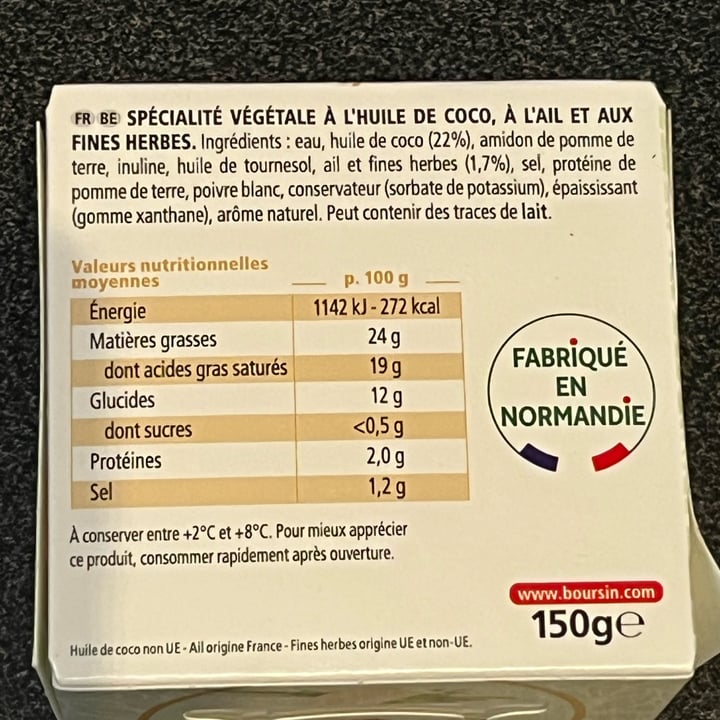 FR BE SPÉCIALITÉ VÉGÉTALE À L'HUILE DE COCO, À L'AIL ET AUX
FINES HERBES. Ingrédients : eau, huile de coco (22%), amidon de pomme de
terre, inuline, huile de tournesol, ail et fines herbes (1,7%), sel, protéine de
pomme de terre, poivre blanc, conservateur (sorbate de potassium), épaississant
(gomme xanthane), arôme naturel. Peut contenir des traces de lait.
Valeurs nutritionnelles
moyennes
p. 100 g
Énergie 1142 kJ - 272 kcal
Matières grasses 24 g
dont acides gras saturés 19 g
Glucides 12 g
dont sucres <0,5 g
Protéines 2,0 g
Sel 1,2 g
FABRIQUÉ
EN
NORMANDIE
À conserver entre +2°C et +8°C. Pour mieux apprécier
ce produit, consommer rapidement après ouverture.
www.boursin.com
150g℮
Huile de coco non UE - Ail origine France - Fines herbes origine UE et non-UE.